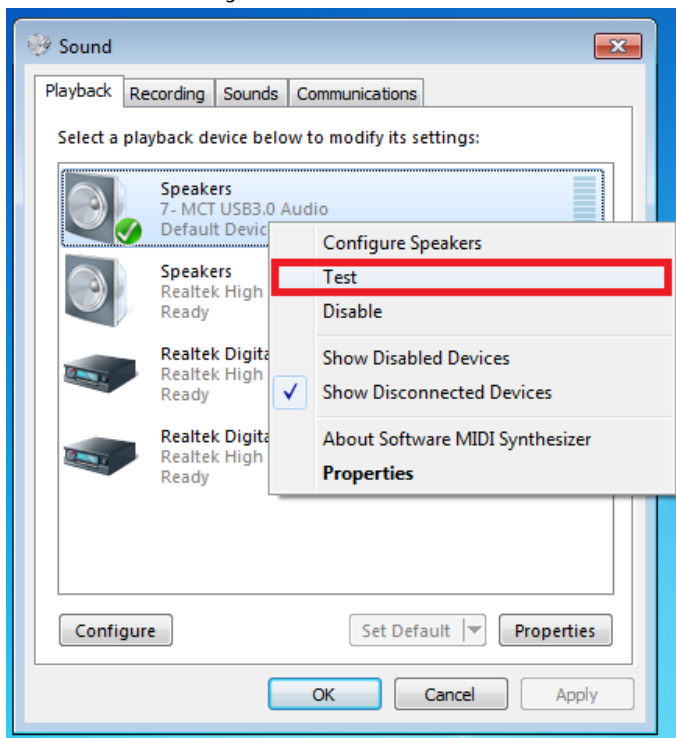 Sound
Playback Recording Sounds Communications
Select a playback device below to modify its settings:
Speakers
7- MCT USB3.0 Audio
Default Devic
Speakers
Realtek High
Ready
Realtek Digita
Realtek High
Ready
Realtek Digita
Realtek High
Ready
Configure Speakers
Test
Disable
Show Disabled Devices
Show Disconnected Devices
About Software MIDI Synthesizer
Properties
Configure Set Default Properties
OK Cancel Apply